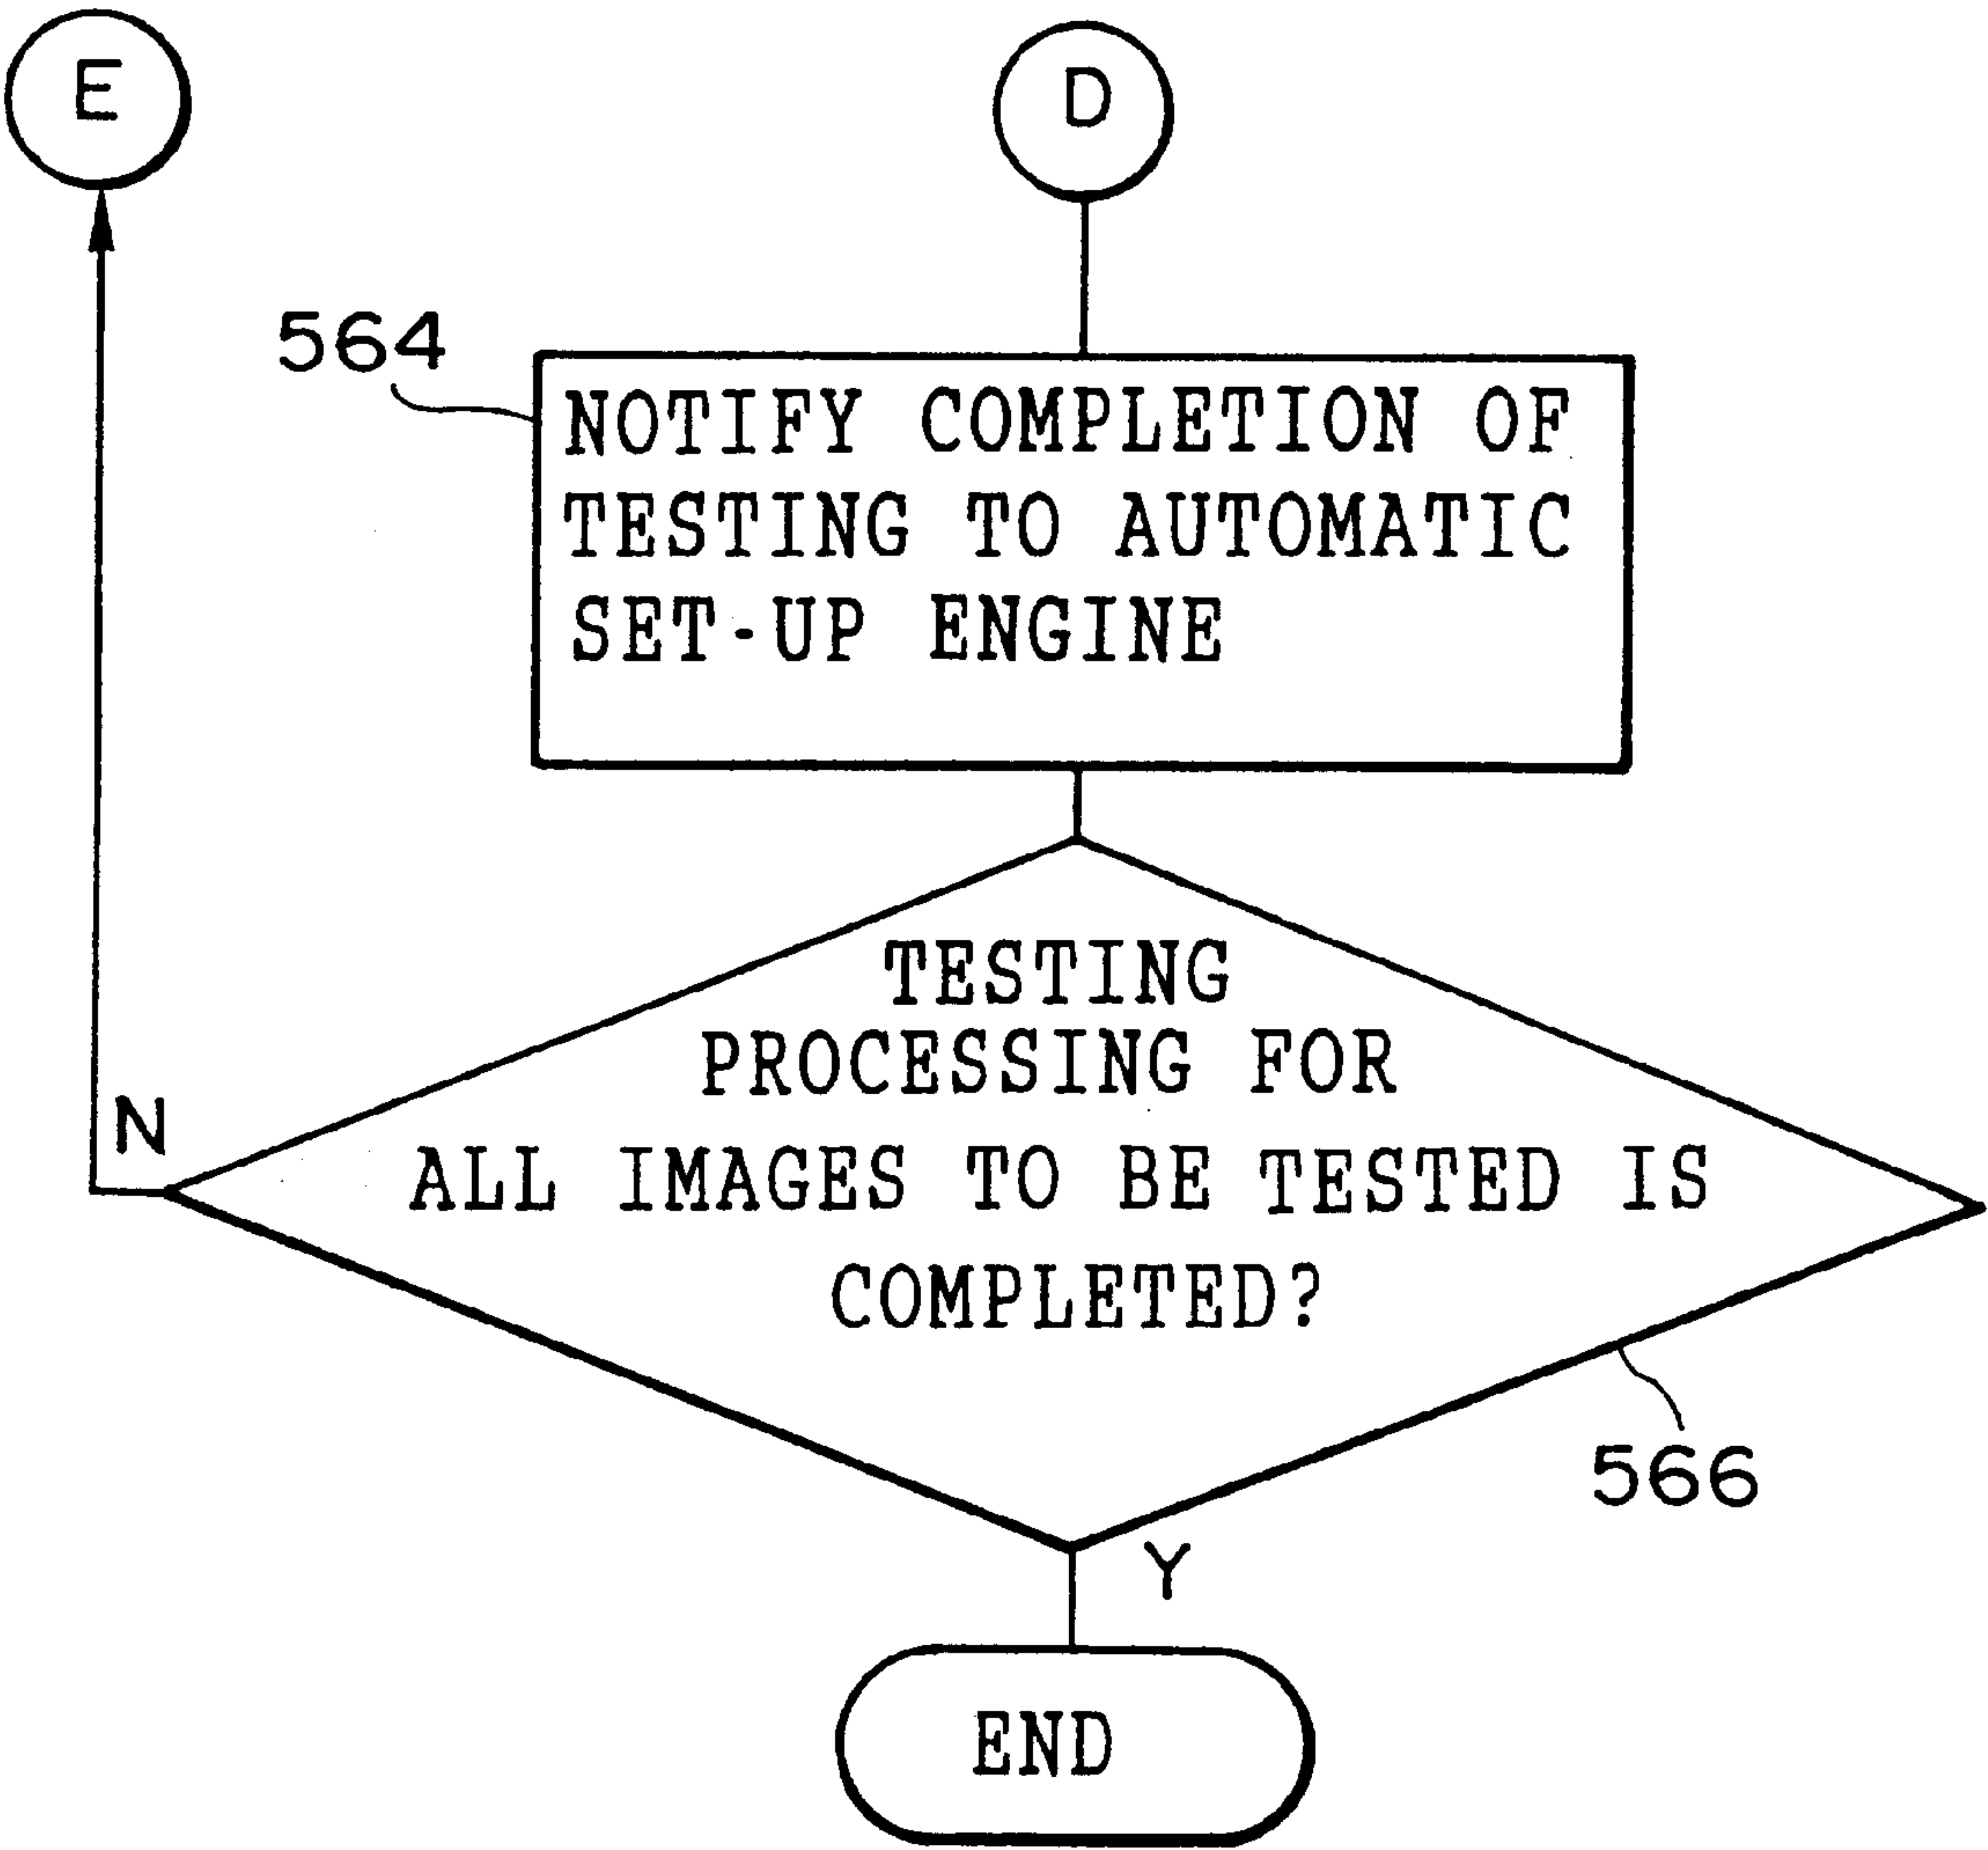 E
D
564
NOTIFY COMPLETION OF
TESTING TO AUTOMATIC
SET-UP ENGINE
TESTING
PROCESSING FOR
ALL IMAGES TO BE TESTED IS
COMPLETED?
N
566
Y
END